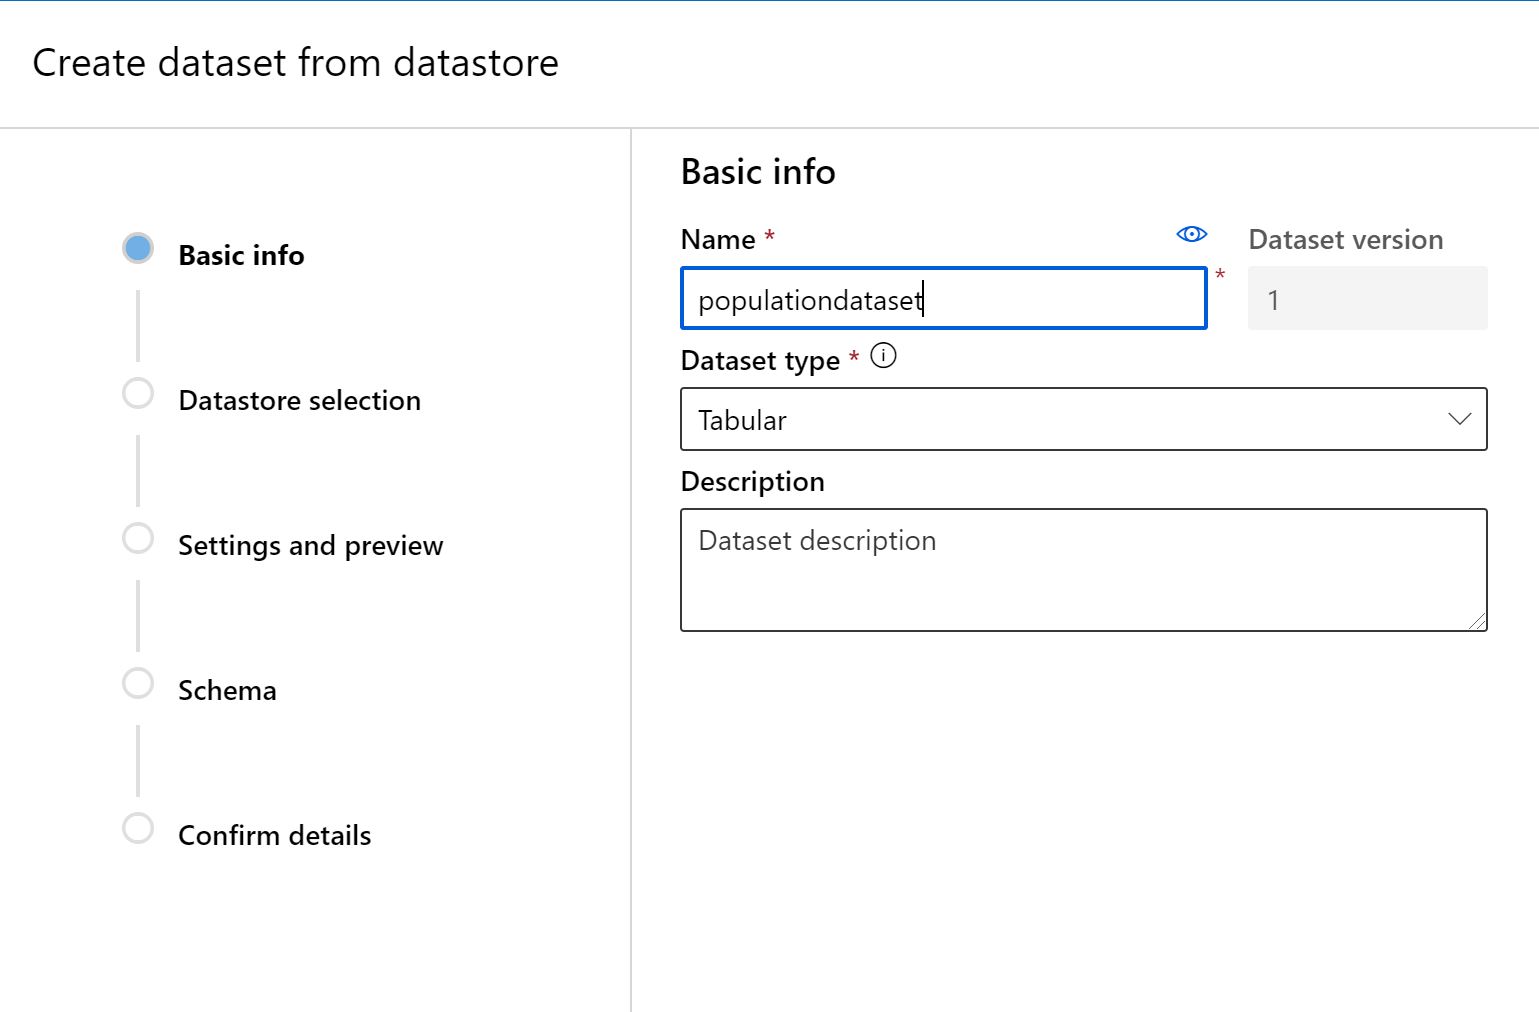 Create dataset from datastore
Basic info
Datastore selection
Settings and preview
Schema
Confirm details
Basic info
Name *
Dataset version
populationdataset
*
1
Dataset type *
Tabular
Description
Dataset description